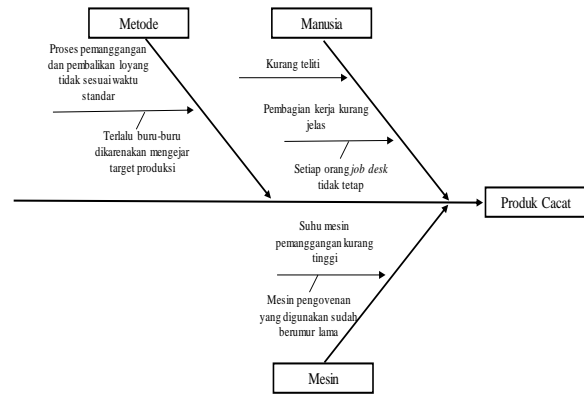 Metode
Manusia
Proses pemanggangan
dan pembalikan loyang
tidak sesuai waktu
standar
Terlalu buru-buru
dikarenakan mengejar
target produksi
Kurang teliti
Pembagian kerja kurang
jelas
Setiap orang job desk
tidak tetap
Produk Cacat
Suhu mesin
pemanggangan kurang
tinggi
Mesin pengovenan
yang digunakan sudah
berumur lama
Mesin